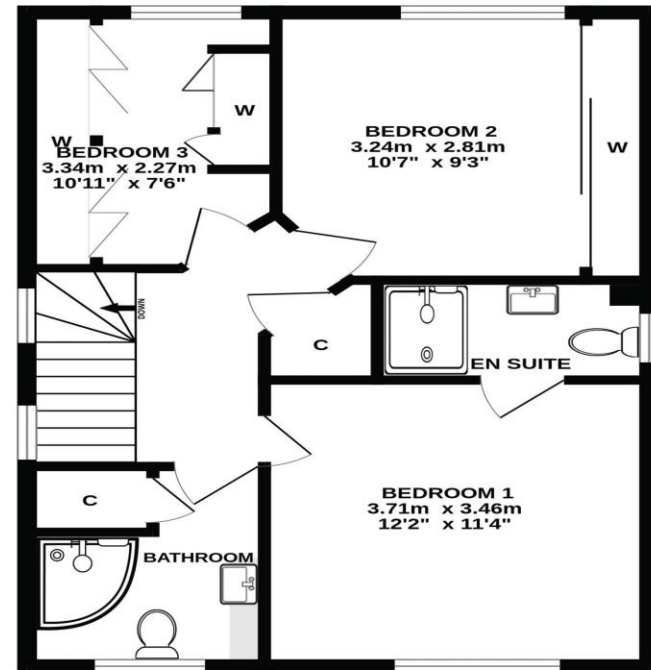 W
BEDROOM 3
3.34m x 2.27m
10'11" x 7'6"
W
BEDROOM 2
3.24m x 2.81m
10'7" x 9'3"
W
DOWN
C
EN SUITE
BEDROOM 1
3.71m x 3.46m
12'2" x 11'4"
C
BATHROOM